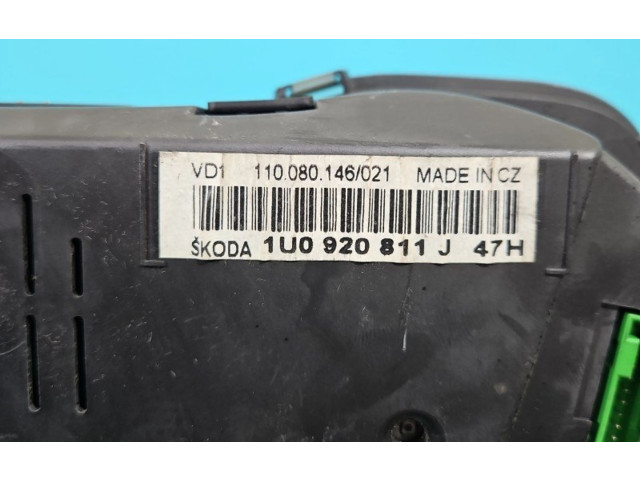 VD1 110.080.146/021 MADE IN CZ
ŠKODA 1U0 920 811 J 47H